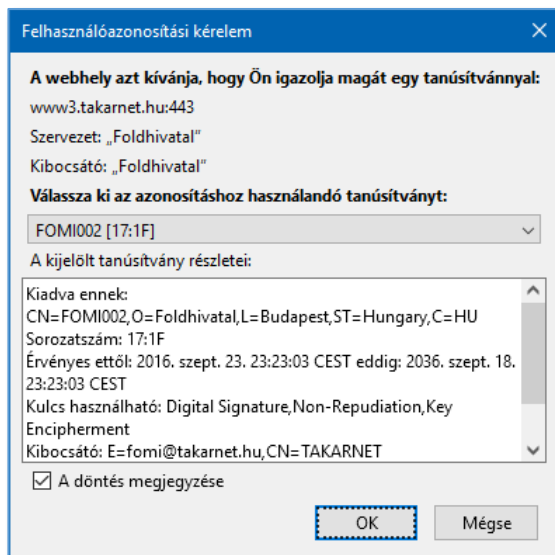 Felhasználóazonosítási kérelem
A webhely azt kívánja, hogy Ön igazolja magát egy tanúsítvánnyal:
www3.takarnet.hu:443
Szervezet: „Foldhivatal”
Kibocsátó: „Foldhivatal”
Válassza ki az azonosításhoz használandó tanúsítványt:
FOMI002 [17:1F]
A kijelölt tanúsítvány részletei:
Kiadva ennek:
CN=FOMI002,O=Foldhivatal,L=Budapest,ST=Hungary,C=HU
Sorozatszám: 17:1F
Érvényes ettől: 2016. szept. 23. 23:23:03 CEST eddig: 2036. szept. 18.
23:23:03 CEST
Kulcs használható: Digital Signature,Non-Repudiation,Key
Encipherment
Kibocsátó: E=fomi@takarnet.hu,CN=TAKARNET
A döntés megjegyzése
OK
Mégse